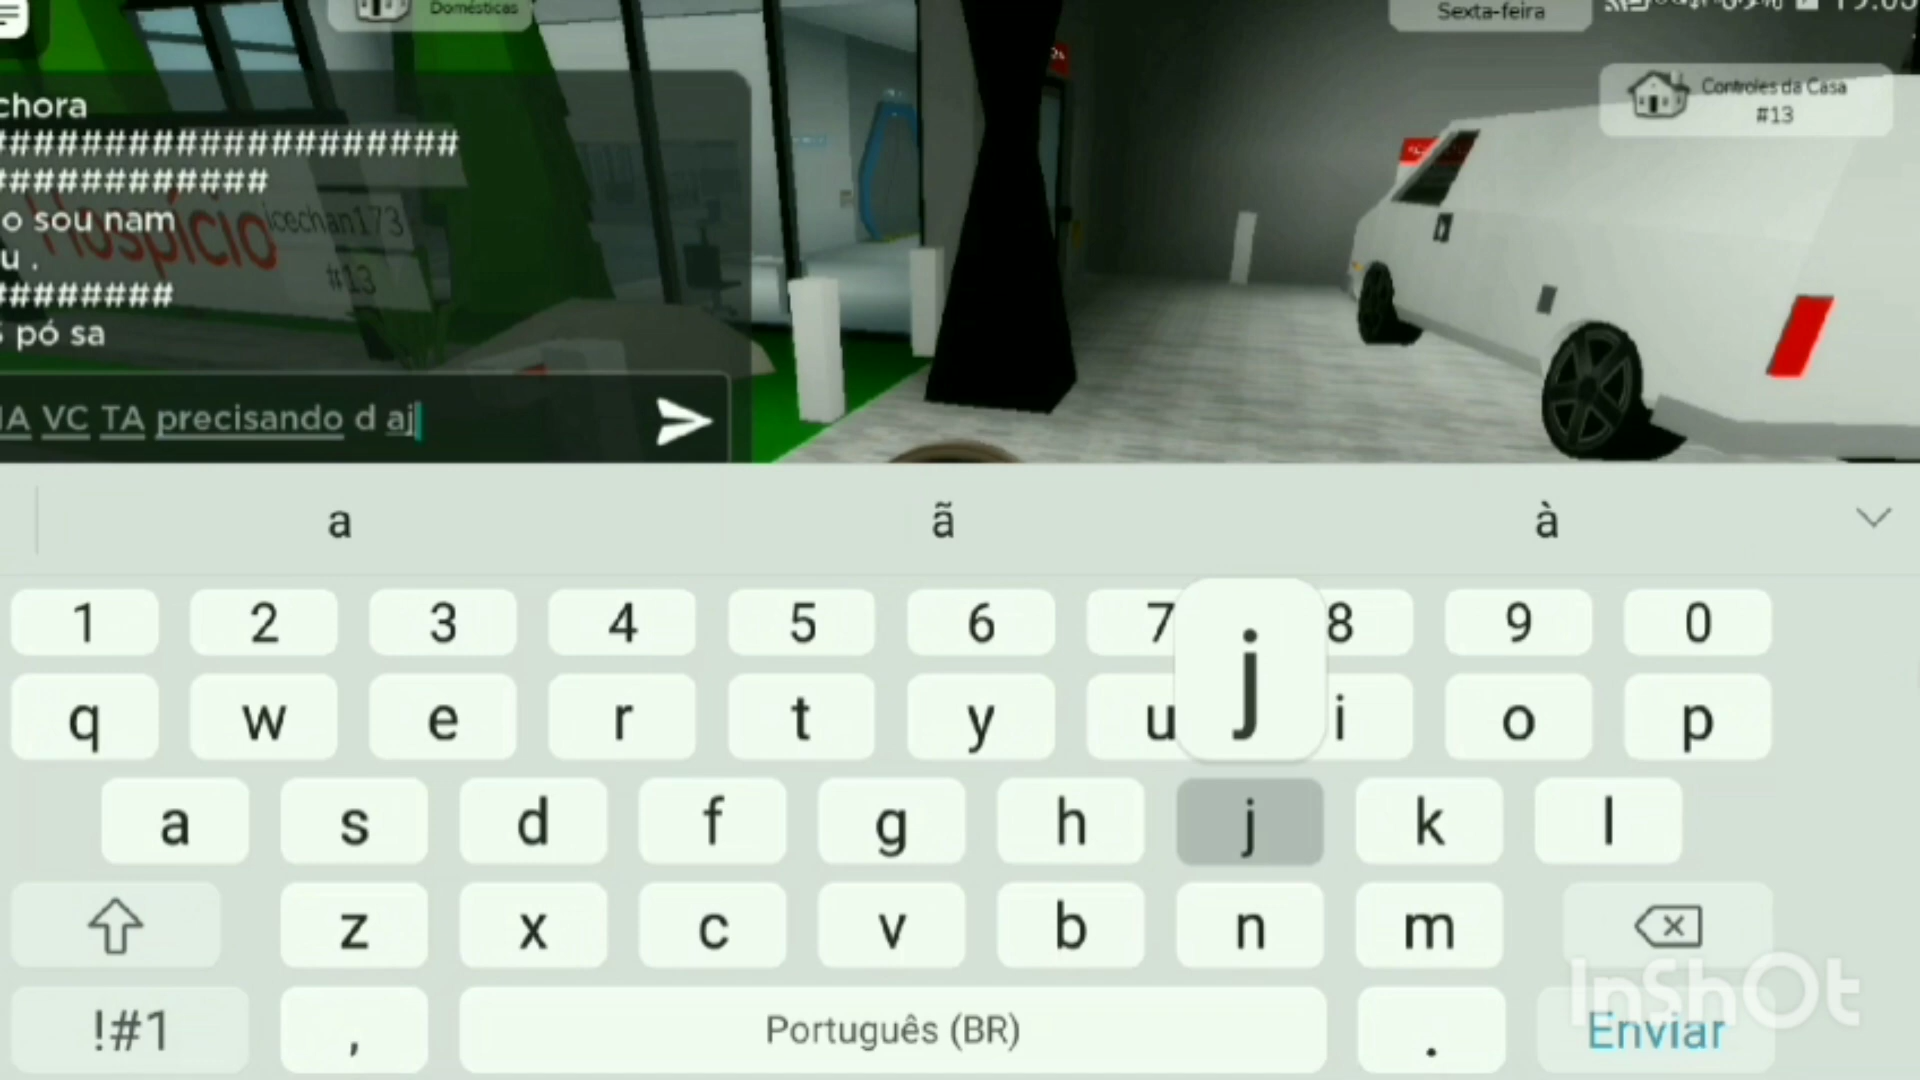 Domésticas
Sexta-feira
Controles da Casa
#13
chora
####################
############
o sou nam
u .
########
pó sa
Hospício
icechan173
#13
IA VC TA precisando d aj
a ã à
1 2 3 4 5 6 7 8 9 0
q w e r t y u j i o p
a s d f g h j k l
z x c v b n m
!#1 , Português (BR) . Enviar
InShOt